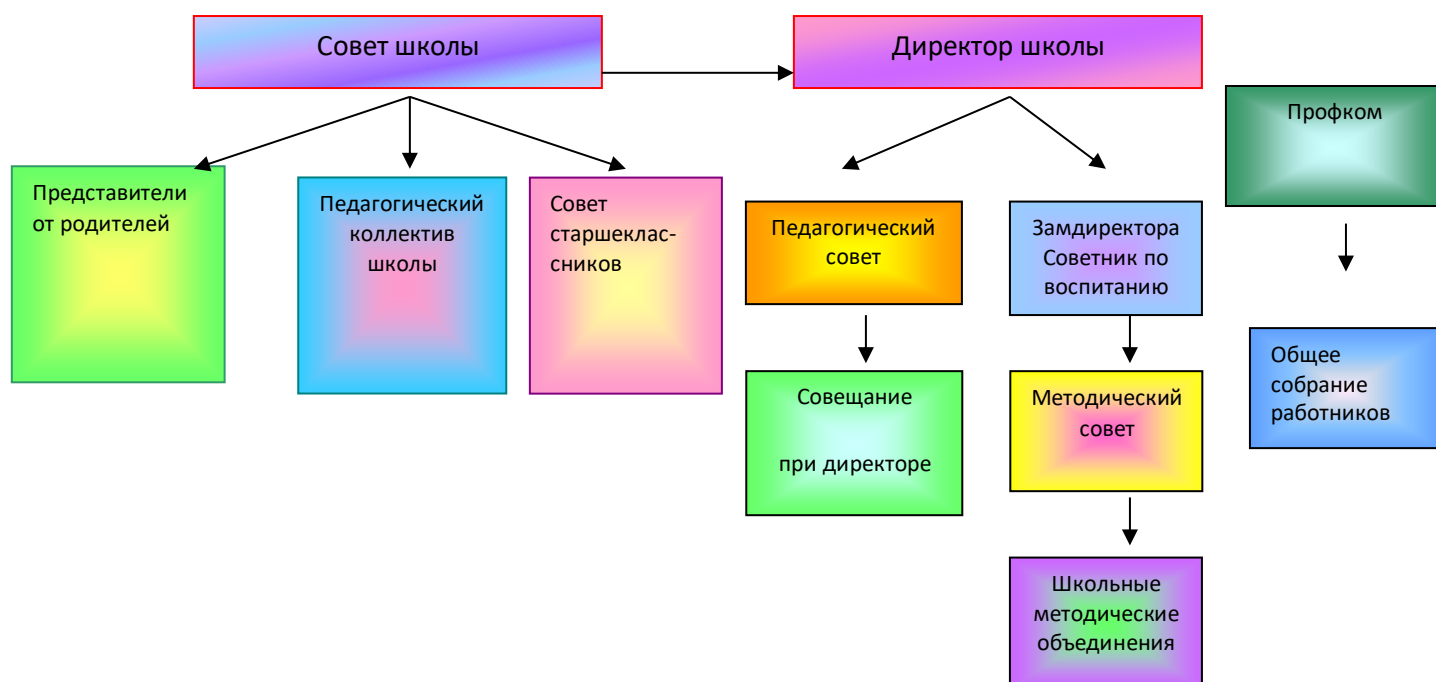 Совет школы
Директор школы
Профком
Представители
от родителей
Педагогический
коллектив
школы
Совет
старшеклас-
сников
Педагогический
совет
Замдиректора
Советник по
воспитанию
Общее
собрание
работников
Совещание
при директоре
Методический
совет
Школьные
методические
объединения